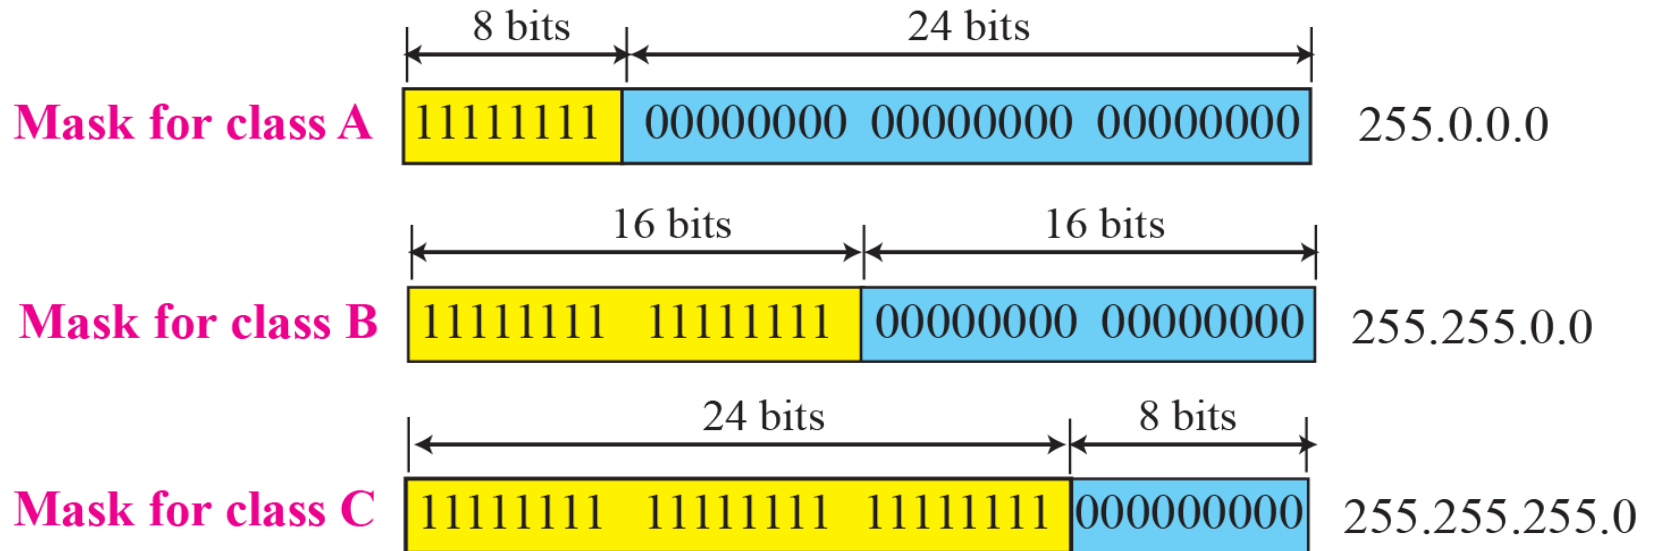 8 bits 24 bits
Mask for class A 11111111 00000000 00000000 00000000 255.0.0.0
16 bits 16 bits
Mask for class B 11111111 11111111 00000000 00000000 255.255.0.0
24 bits 8 bits
Mask for class C 11111111 11111111 11111111 000000000 255.255.255.0